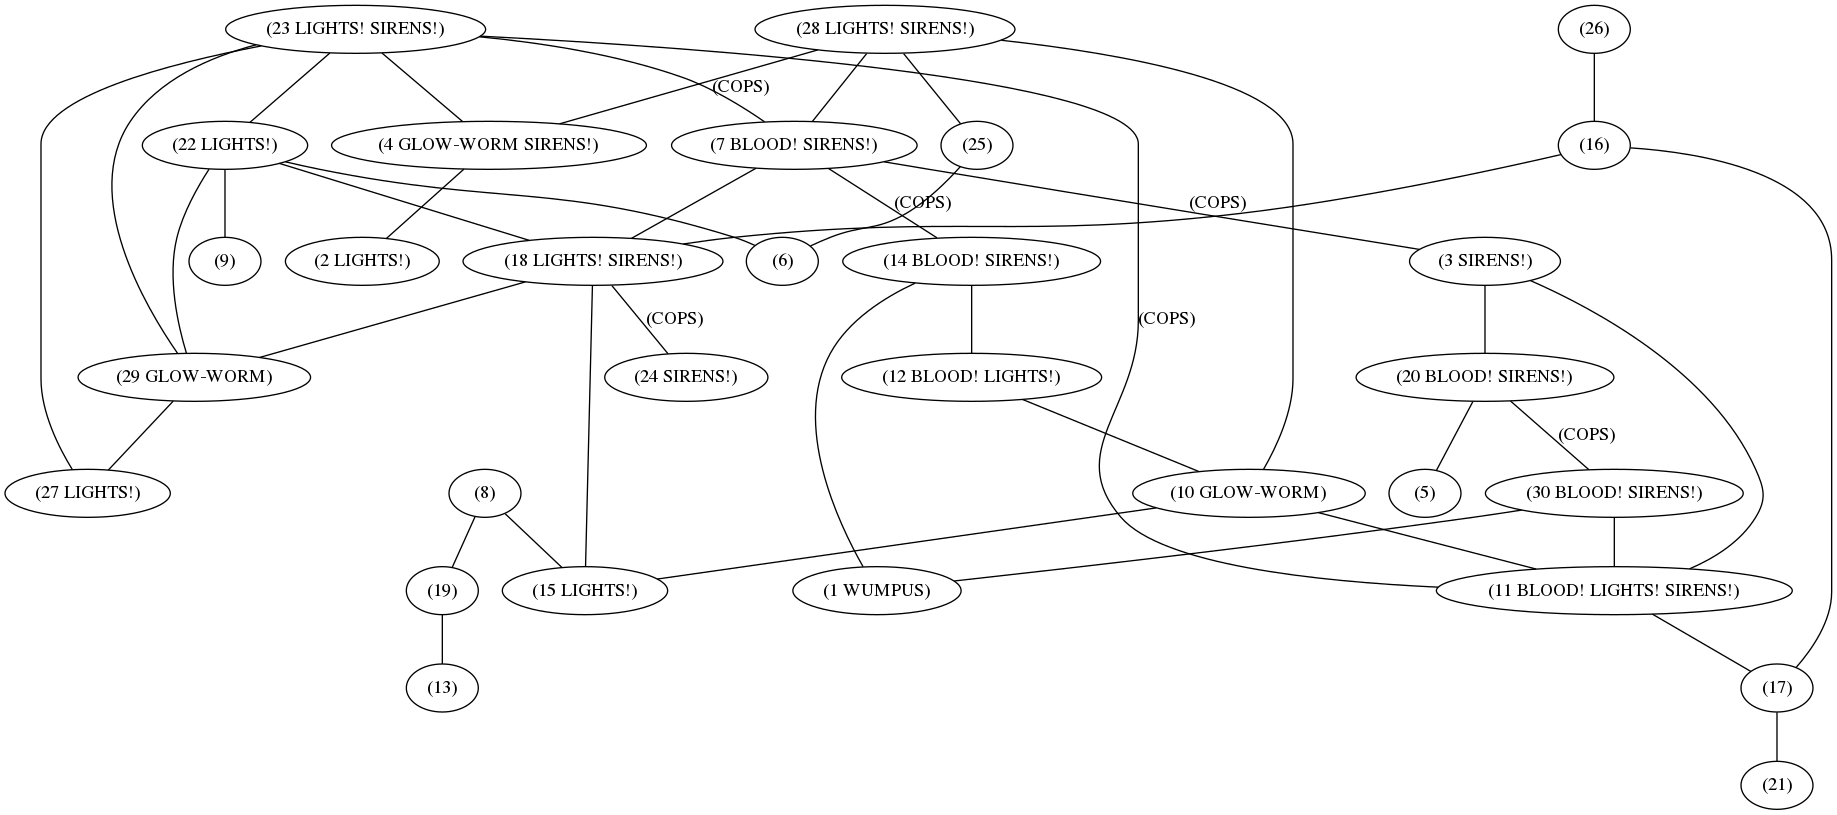 (23 LIGHTS! SIRENS!)
(28 LIGHTS! SIRENS!)
(26)
(COPS)
(22 LIGHTS!)
(4 GLOW-WORM SIRENS!)
(7 BLOOD! SIRENS!)
(25)
(16)
(COPS)
(COPS)
(9)
(2 LIGHTS!)
(18 LIGHTS! SIRENS!)
(6)
(14 BLOOD! SIRENS!)
(3 SIRENS!)
(COPS)
(COPS)
(29 GLOW-WORM)
(24 SIRENS!)
(12 BLOOD! LIGHTS!)
(20 BLOOD! SIRENS!)
(COPS)
(27 LIGHTS!)
(8)
(10 GLOW-WORM)
(5)
(30 BLOOD! SIRENS!)
(19)
(15 LIGHTS!)
(1 WUMPUS)
(11 BLOOD! LIGHTS! SIRENS!)
(13)
(17)
(21)